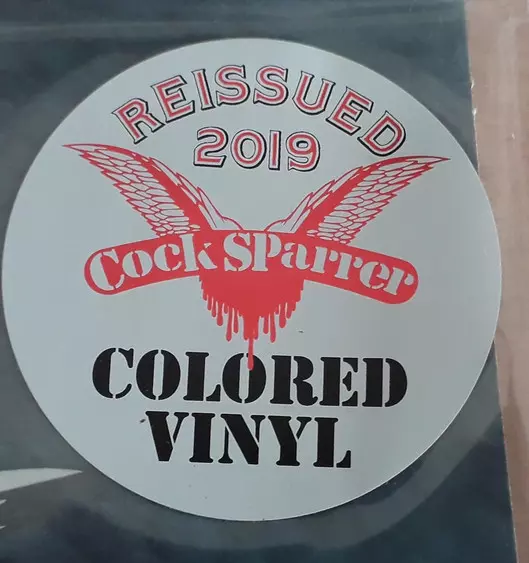 REISSUED
2019
Cock SParrer
COLORED
VINYL